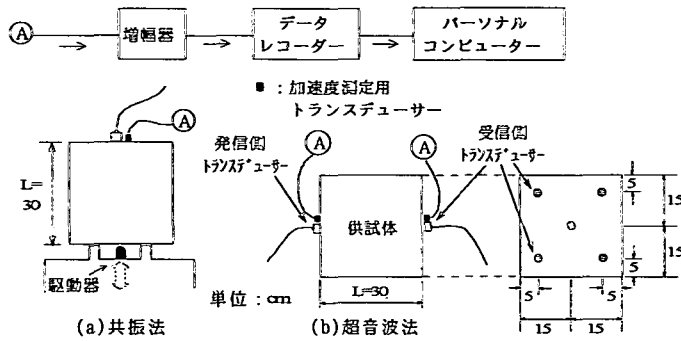 A
増幅器
データ
レコーダー
パーソナル
コンピューター
■：加速度測定用
トランスデューサー
A
L=
30
駆動器
(a)共振法
発信側
トランスデューサー
A
A
受信側
トランスデューサー
供試体
L=30
単位：cm
(b)超音波法
5
15
15
5
5
5
15
15